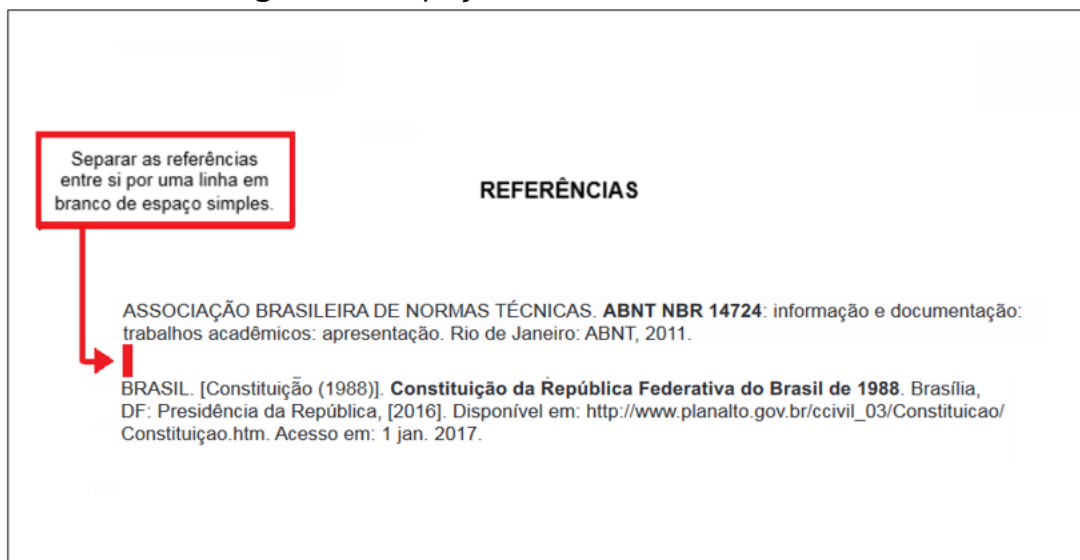 Separar as referências
entre si por uma linha em
branco de espaço simples.
REFERÊNCIAS
ASSOCIAÇÃO BRASILEIRA DE NORMAS TÉCNICAS. ABNT NBR 14724: informação e documentação:
trabalhos acadêmicos: apresentação. Rio de Janeiro: ABNT, 2011.
BRASIL. [Constituição (1988)]. Constituição da República Federativa do Brasil de 1988. Brasília,
DF: Presidência da República, [2016]. Disponível em: http://www.planalto.gov.br/ccivil_03/Constituicao/
Constituiçao.htm. Acesso em: 1 jan. 2017.